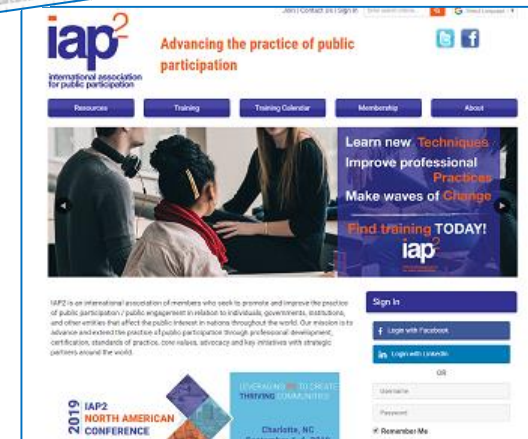 Join | Contact Us | Sign In
Select Language
iap2
international association
for public participation
Advancing the practice of public
participation
Resources
Training
Training Calendar
Membership
About
Learn new Techniques
Improve professional
Practices
Make waves of Change
Find training TODAY!
iap2
IAP2 is an international association of members who seek to promote and improve the practice
of public participation / public engagement in relation to individuals, governments, institutions,
and other entities that affect the public interest in nations throughout the world. Our mission is to
advance and extend the practice of public participation through professional development,
certification, standards of practice, core values, advocacy and key initiatives with strategic
partners around the world.
Sign In
Login with Facebook
Login with LinkedIn
OR
Username
Password
Remember Me
2019
IAP2
NORTH AMERICAN
CONFERENCE
LEVERAGING P2 TO CREATE
THRIVING COMMUNITIES
Charlotte, NC